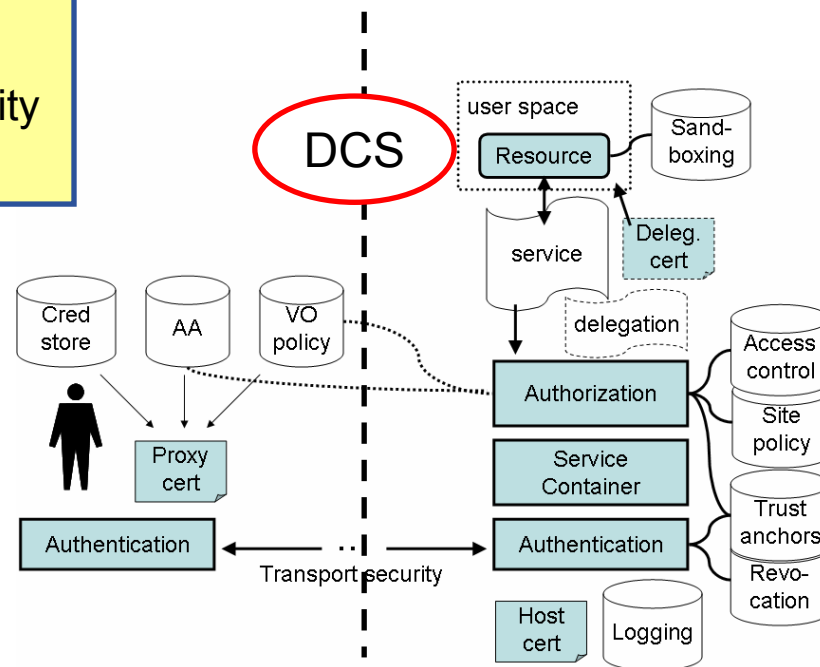 ity
DCS
user space
Resource
Sand-
boxing
service
Deleg.
cert
delegation
Cred
store
AA
VO
policy
Authorization
Access
control
Site
policy
Proxy
cert
Service
Container
Trust
anchors
Authentication
Transport security
Authentication
Revo-
cation
Host
cert
Logging